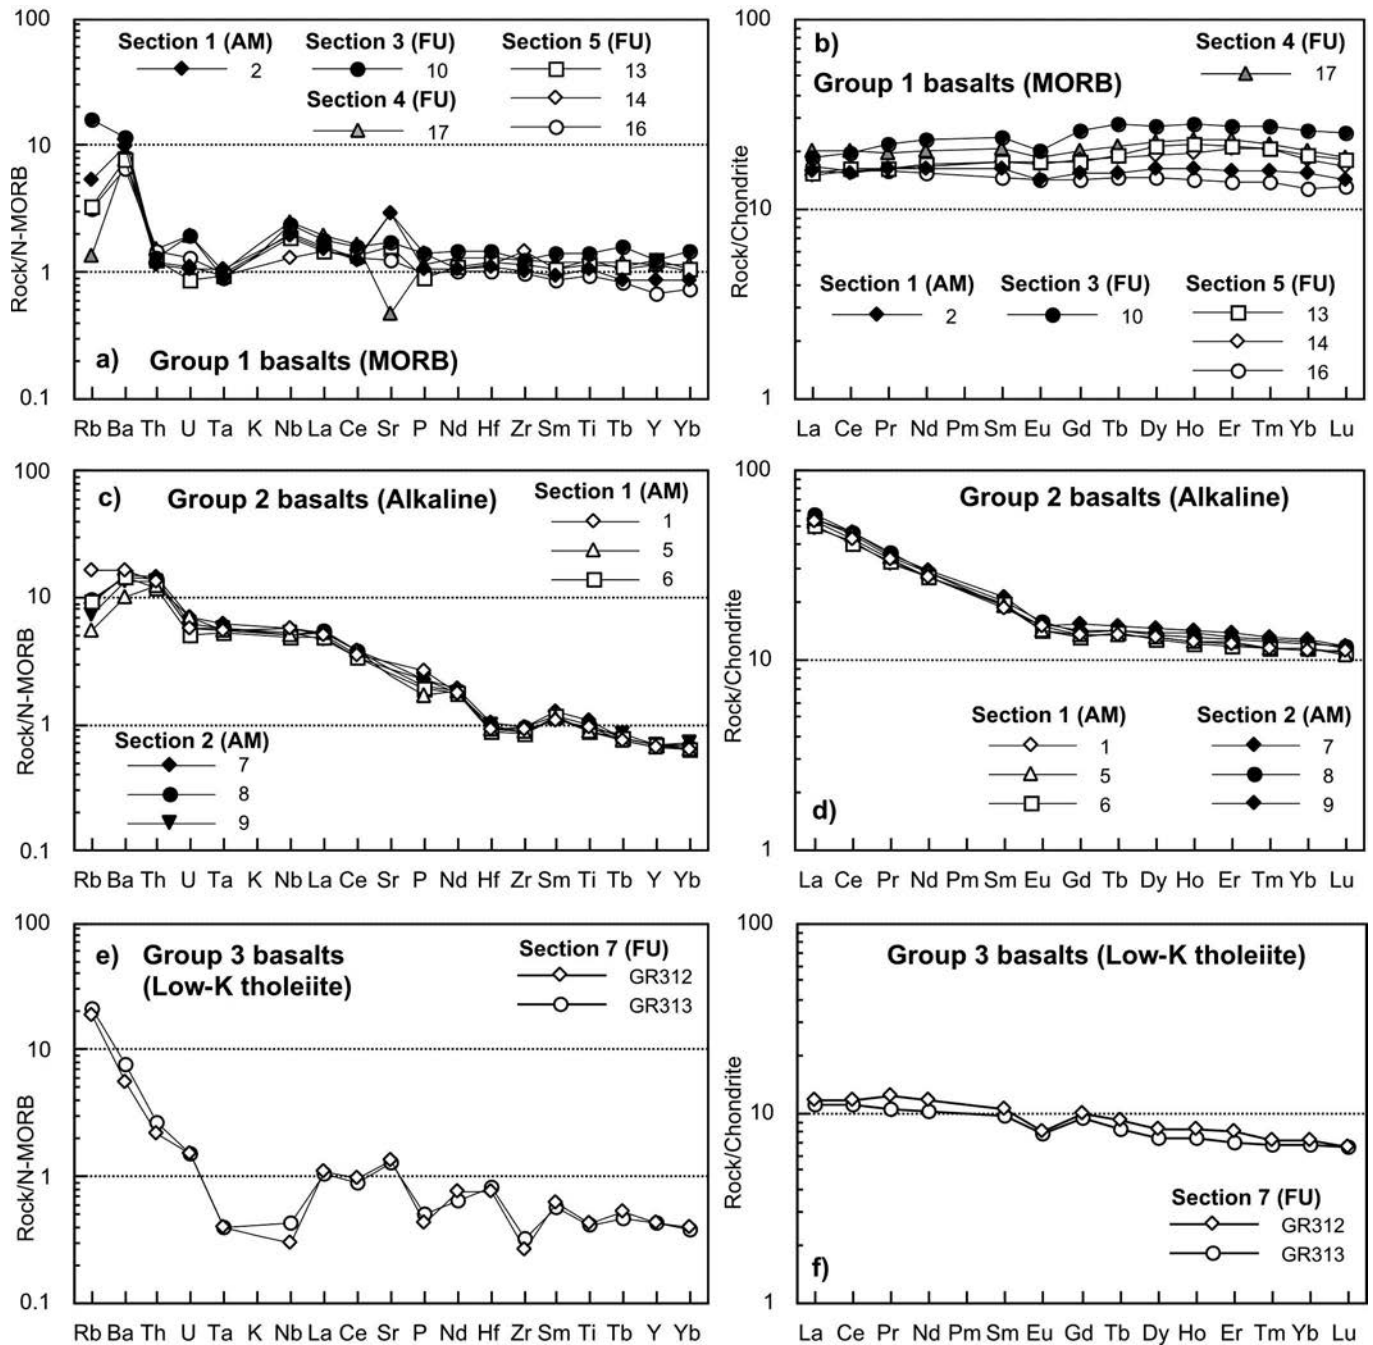 100
10
1
0.1
Rock/N-MORB
Section 1 (AM)
2
Section 3 (FU)
10
Section 4 (FU)
17
Section 5 (FU)
13
14
16
a) Group 1 basalts (MORB)
Rb Ba Th U Ta K Nb La Ce Sr P Nd Hf Zr Sm Ti Tb Y Yb
100
10
1
Rock/Chondrite
b)
Group 1 basalts (MORB)
Section 4 (FU)
17
Section 1 (AM)
2
Section 3 (FU)
10
Section 5 (FU)
13
14
16
La Ce Pr Nd Pm Sm Eu Gd Tb Dy Ho Er Tm Yb Lu
100
10
1
0.1
Rock/N-MORB
c) Group 2 basalts (Alkaline)
Section 1 (AM)
1
5
6
Section 2 (AM)
7
8
9
Rb Ba Th U Ta K Nb La Ce Sr P Nd Hf Zr Sm Ti Tb Y Yb
100
10
1
Rock/Chondrite
Group 2 basalts (Alkaline)
Section 1 (AM)
1
5
6
Section 2 (AM)
7
8
9
d)
La Ce Pr Nd Pm Sm Eu Gd Tb Dy Ho Er Tm Yb Lu
100
10
1
0.1
Rock/N-MORB
e) Group 3 basalts
(Low-K tholeiite)
Section 7 (FU)
GR312
GR313
Rb Ba Th U Ta K Nb La Ce Sr P Nd Hf Zr Sm Ti Tb Y Yb
100
10
1
Rock/Chondrite
Group 3 basalts (Low-K tholeiite)
Section 7 (FU)
GR312
GR313
f)
La Ce Pr Nd Pm Sm Eu Gd Tb Dy Ho Er Tm Yb Lu